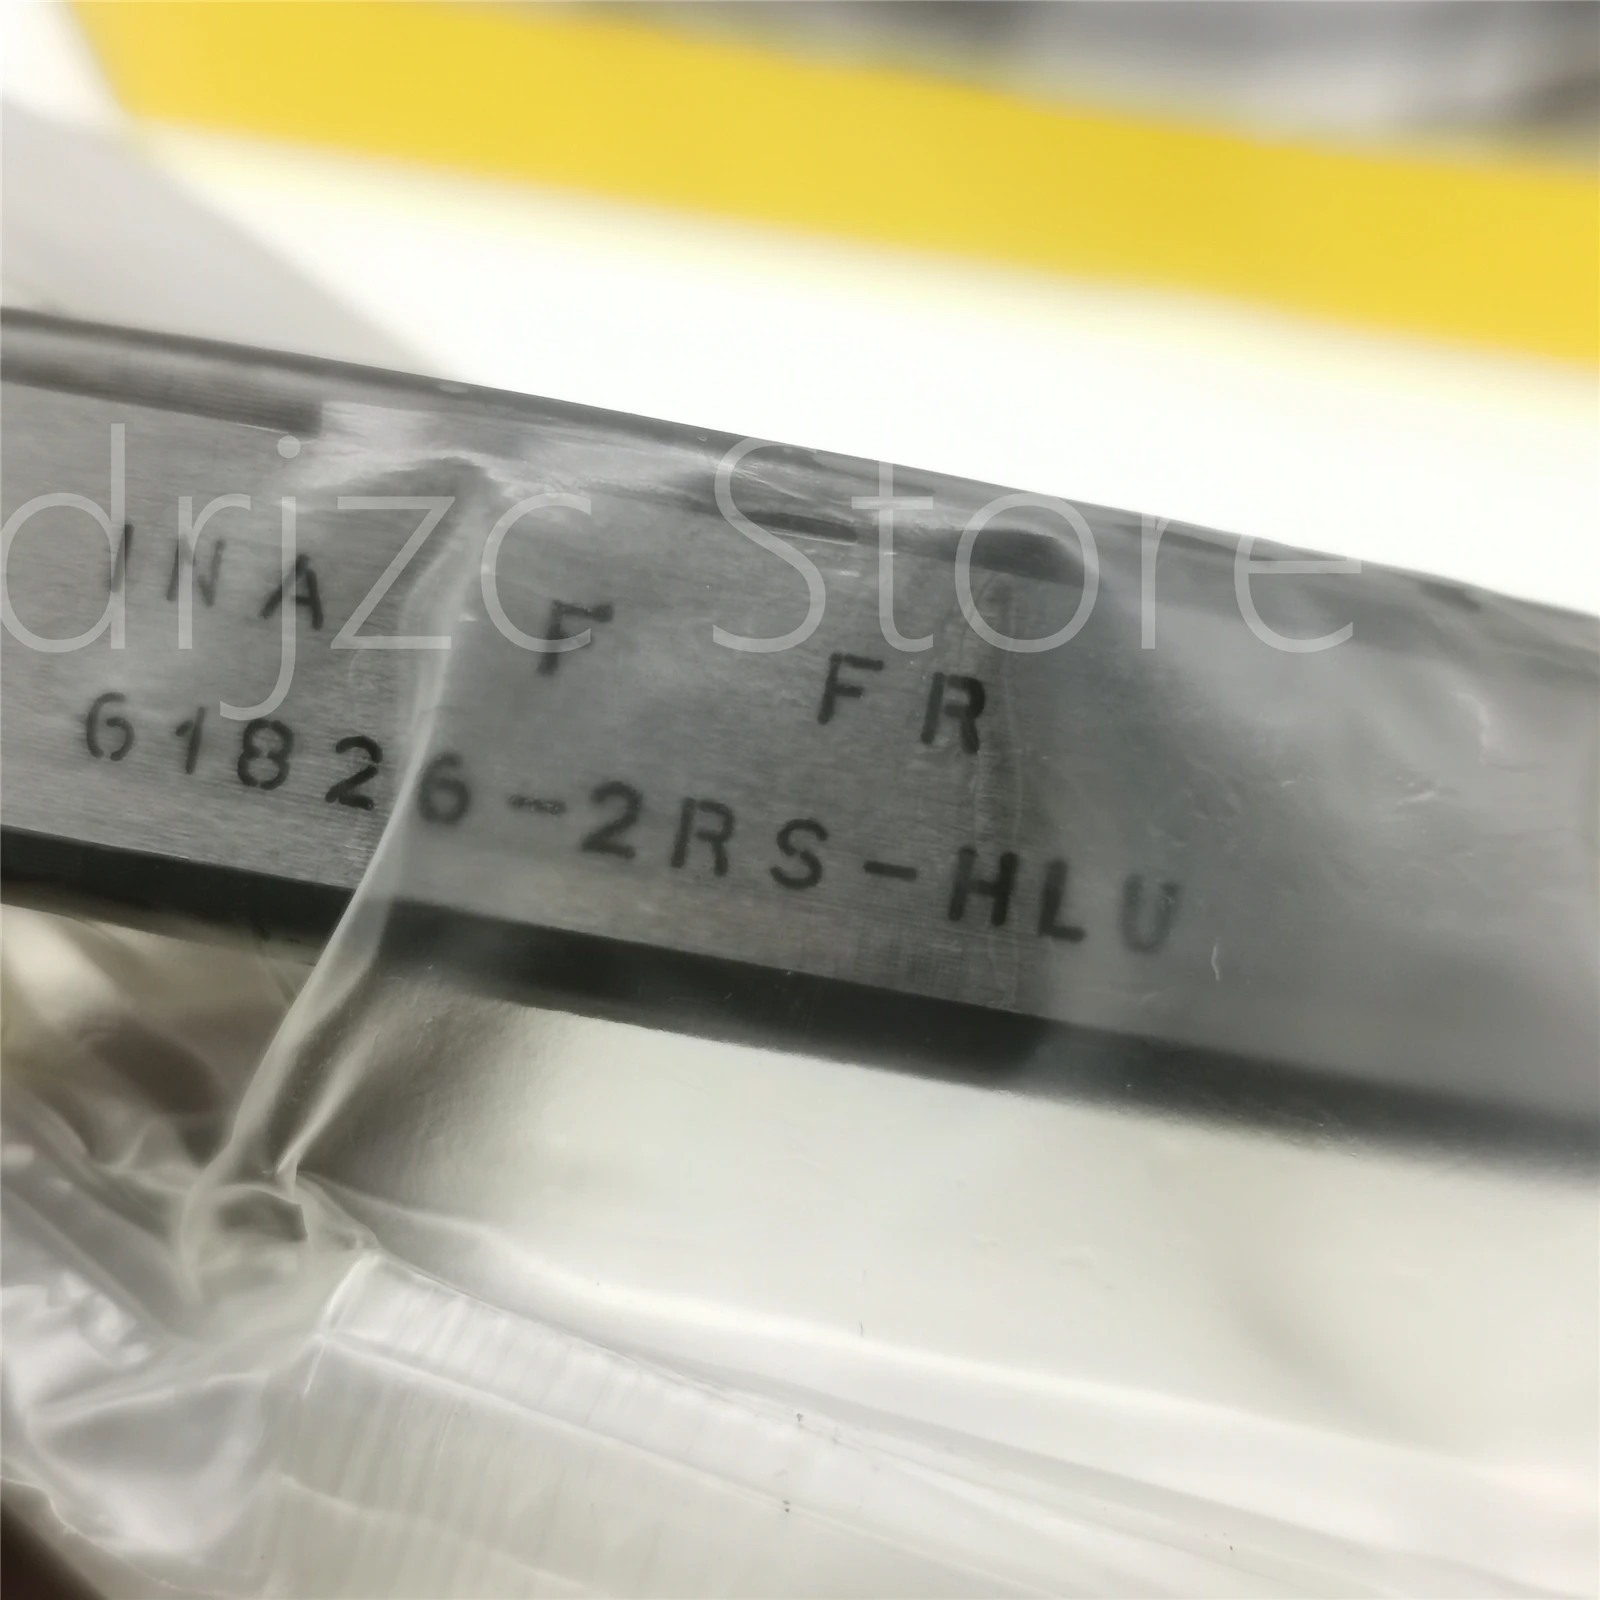 drjzc Store
INA F FR
61826-2RS-HLU